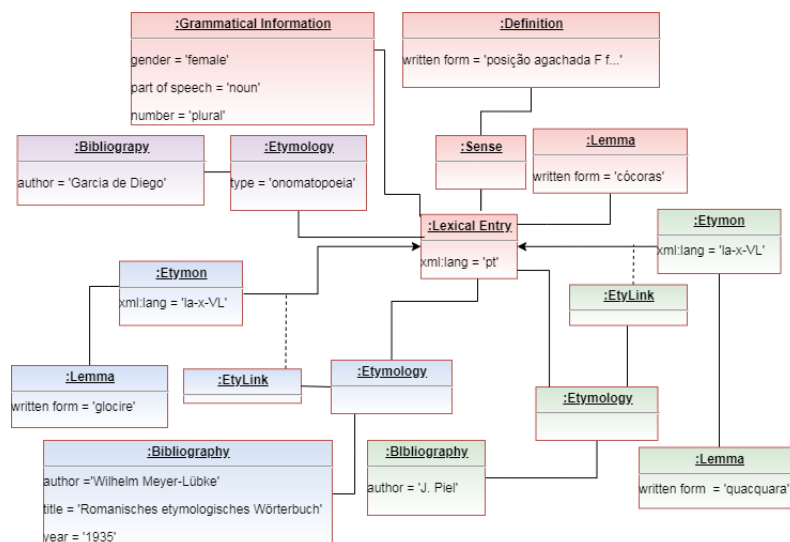 :Grammatical Information
gender = 'female'
part of speech = 'noun'
number = 'plural'
:Definition
written form = 'posição agachada F f...'
:Bibliograpy
author = 'Garcia de Diego'
:Etymology
type = 'onomatopoeia'
:Sense
:Lemma
written form = 'cócoras'
:Lexical Entry
xml:lang = 'pt'
:Etymon
xml:lang = 'la-x-VL'
:Etymon
xml:lang = 'la-x-VL'
:EtyLink
:Lemma
written form = 'glocire'
:EtyLink
:Etymology
:Etymology
:Bibliography
author ='Wilhelm Meyer-Lübke'
title = 'Romanisches etymologisches Wörterbuch'
year = '1935'
:BIbliography
author = 'J. Piel'
:Lemma
written form = 'quacquara'